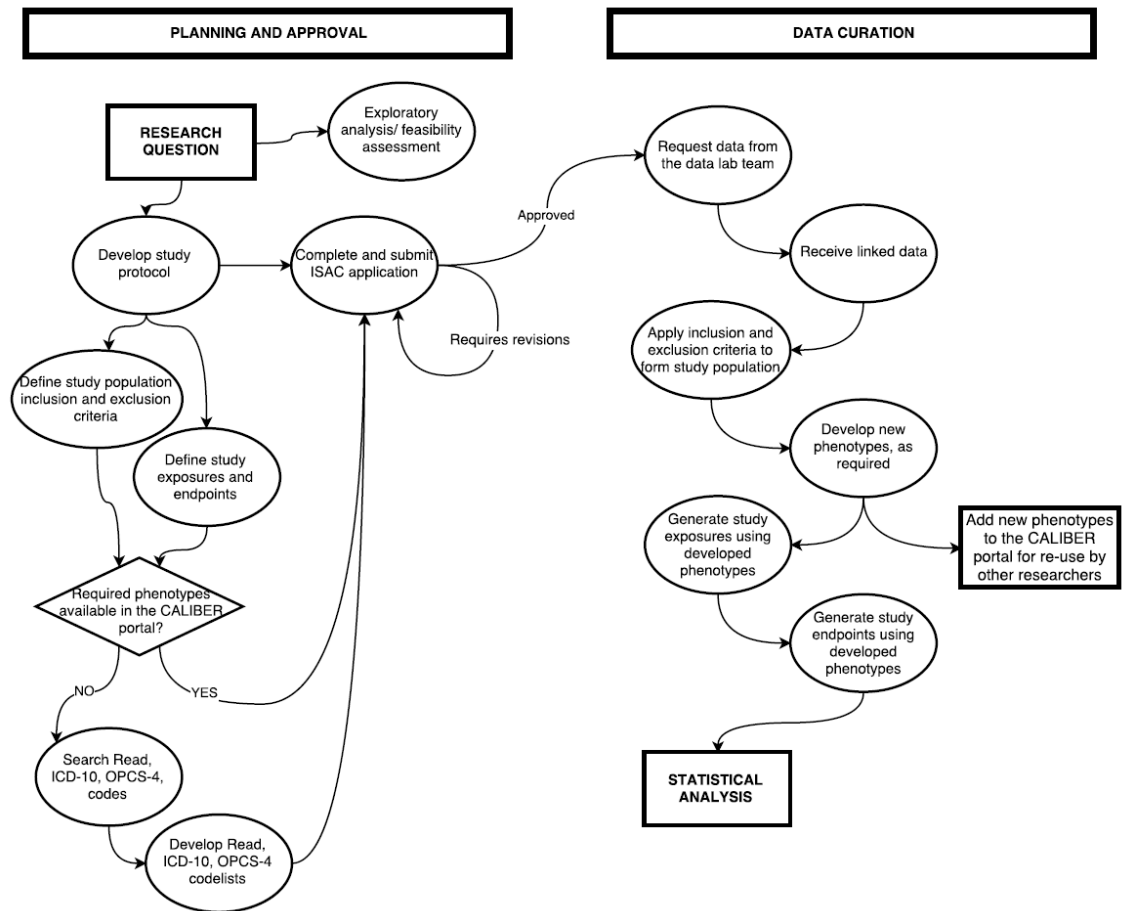 PLANNING AND APPROVAL
DATA CURATION
RESEARCH
QUESTION
Exploratory
analysis/ feasibility
assessment
Develop study
protocol
Complete and submit
ISAC application
Approved
Requires revisions
Define study population
inclusion and exclusion
criteria
Define study
exposures and
endpoints
Required phenotypes
available in the CALIBER
portal?
NO
YES
Search Read,
ICD-10, OPCS-4,
codes
Develop Read,
ICD-10, OPCS-4
codelists
Request data from
the data lab team
Receive linked data
Apply inclusion and
exclusion criteria to
form study population
Develop new
phenotypes, as
required
Generate study
exposures using
developed
phenotypes
Add new phenotypes
to the CALIBER
portal for re-use by
other researchers
Generate study
endpoints using
developed
phenotypes
STATISTICAL
ANALYSIS